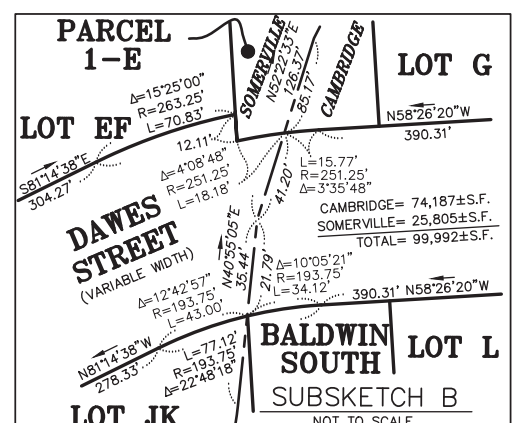 PARCEL
1-E
SOMERVILLE
N52°22'33"E
126.37'
85.17'
CAMBRIDGE
LOT G
Δ=15°25'00"
R=263.25'
L=70.83'
LOT EF
N58°26'20"W
390.31'
12.11'
S81°14'38"E
304.27'
Δ=4°08'48"
R=251.25'
L=18.18'
L=15.77'
R=251.25'
Δ=3°35'48"
41.20'
CAMBRIDGE= 74,187±S.F.
SOMERVILLE= 25,805±S.F.
TOTAL= 99,992±S.F.
DAWES
STREET
(VARIABLE WIDTH)
N40°55'05"E
35.44'
21.79
Δ=10°05'21"
R=193.75'
L=34.12'
Δ=12°42'57"
R=193.75'
L=43.00'
390.31' N58°26'20"W
N81°14'38"W
278.33'
L=77.12'
R=193.75'
Δ=22°48'18"
BALDWIN
SOUTH
LOT L
SUBSKETCH B
NOT TO SCALE
LOT JK